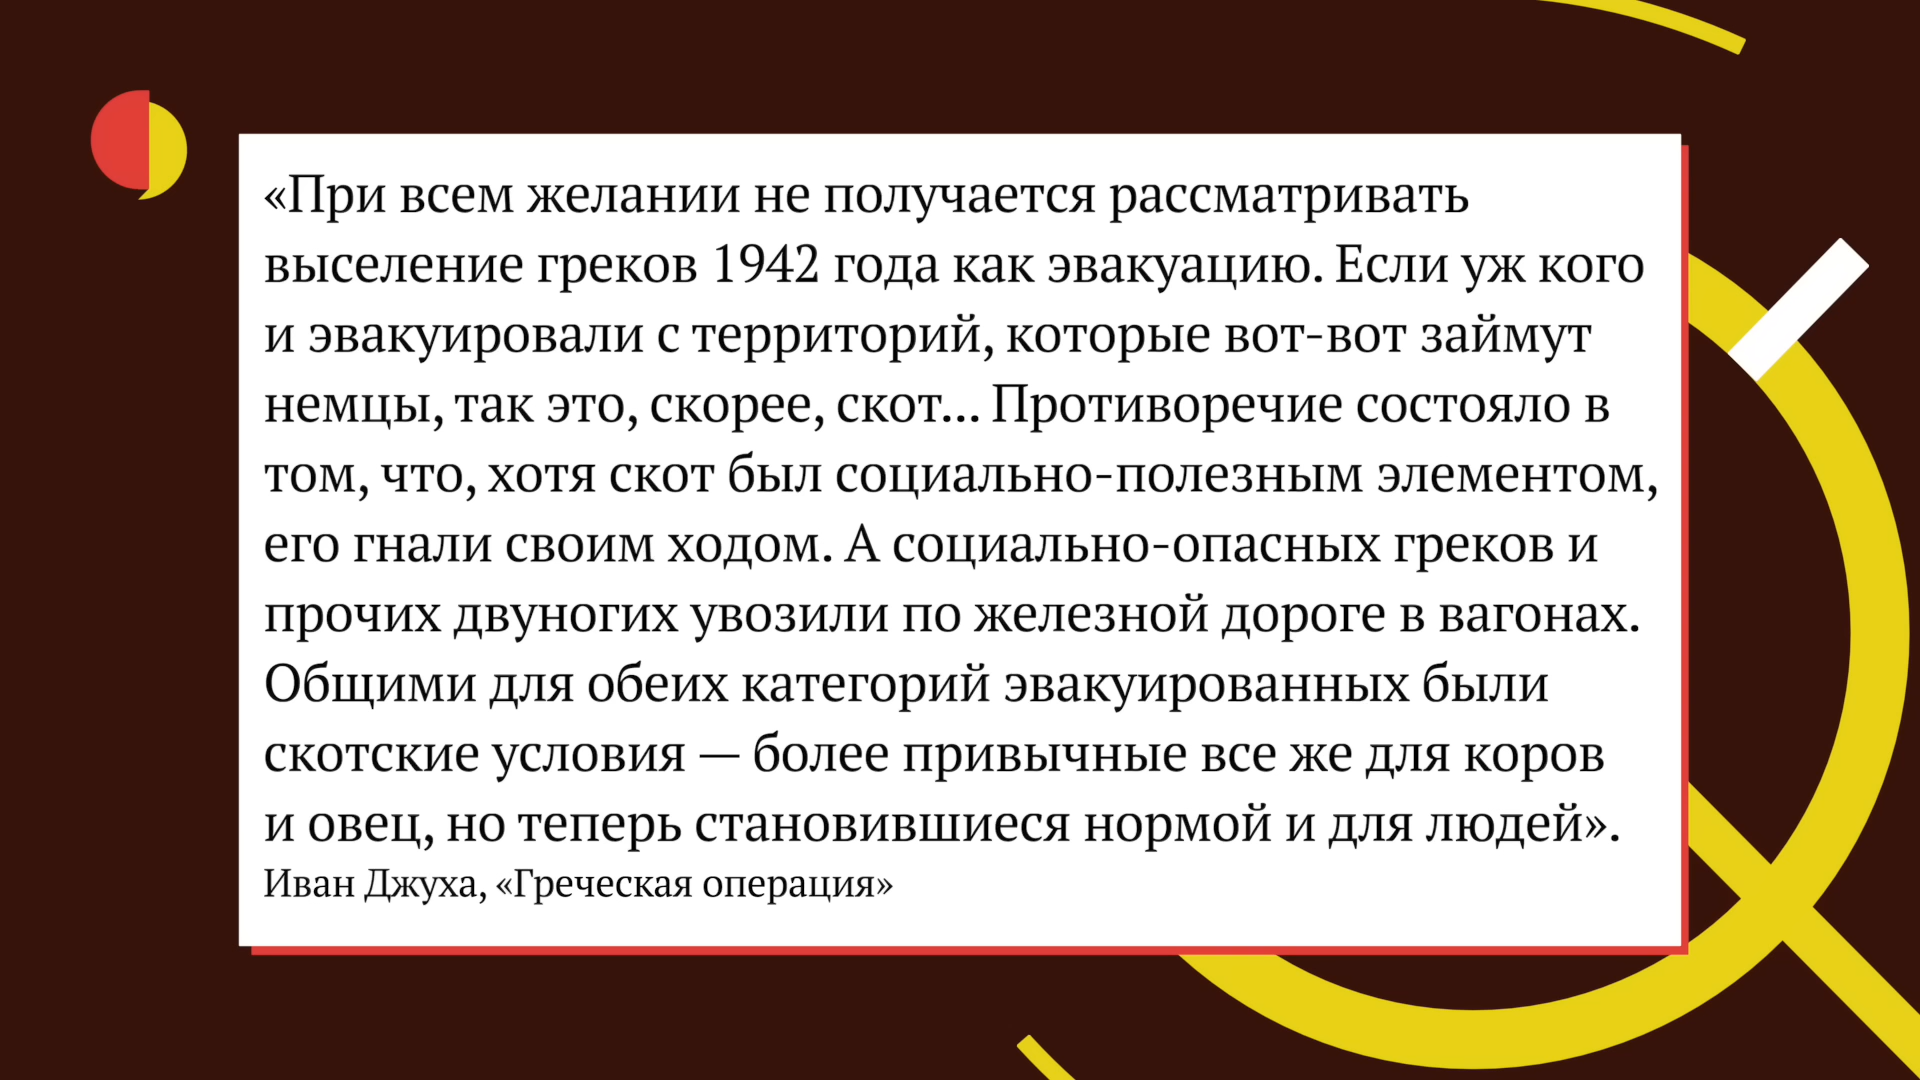 «При всем желании не получается рассматривать
выселение греков 1942 года как эвакуацию. Если уж кого
и эвакуировали с территорий, которые вот-вот займут
немцы, так это, скорее, скот... Противоречие состояло в
том, что, хотя скот был социально-полезным элементом,
его гнали своим ходом. А социально-опасных греков и
прочих двуногих увозили по железной дороге в вагонах.
Общими для обеих категорий эвакуированных были
скотские условия — более привычные все же для коров
и овец, но теперь становившиеся нормой и для людей».
Иван Джуха, «Греческая операция»